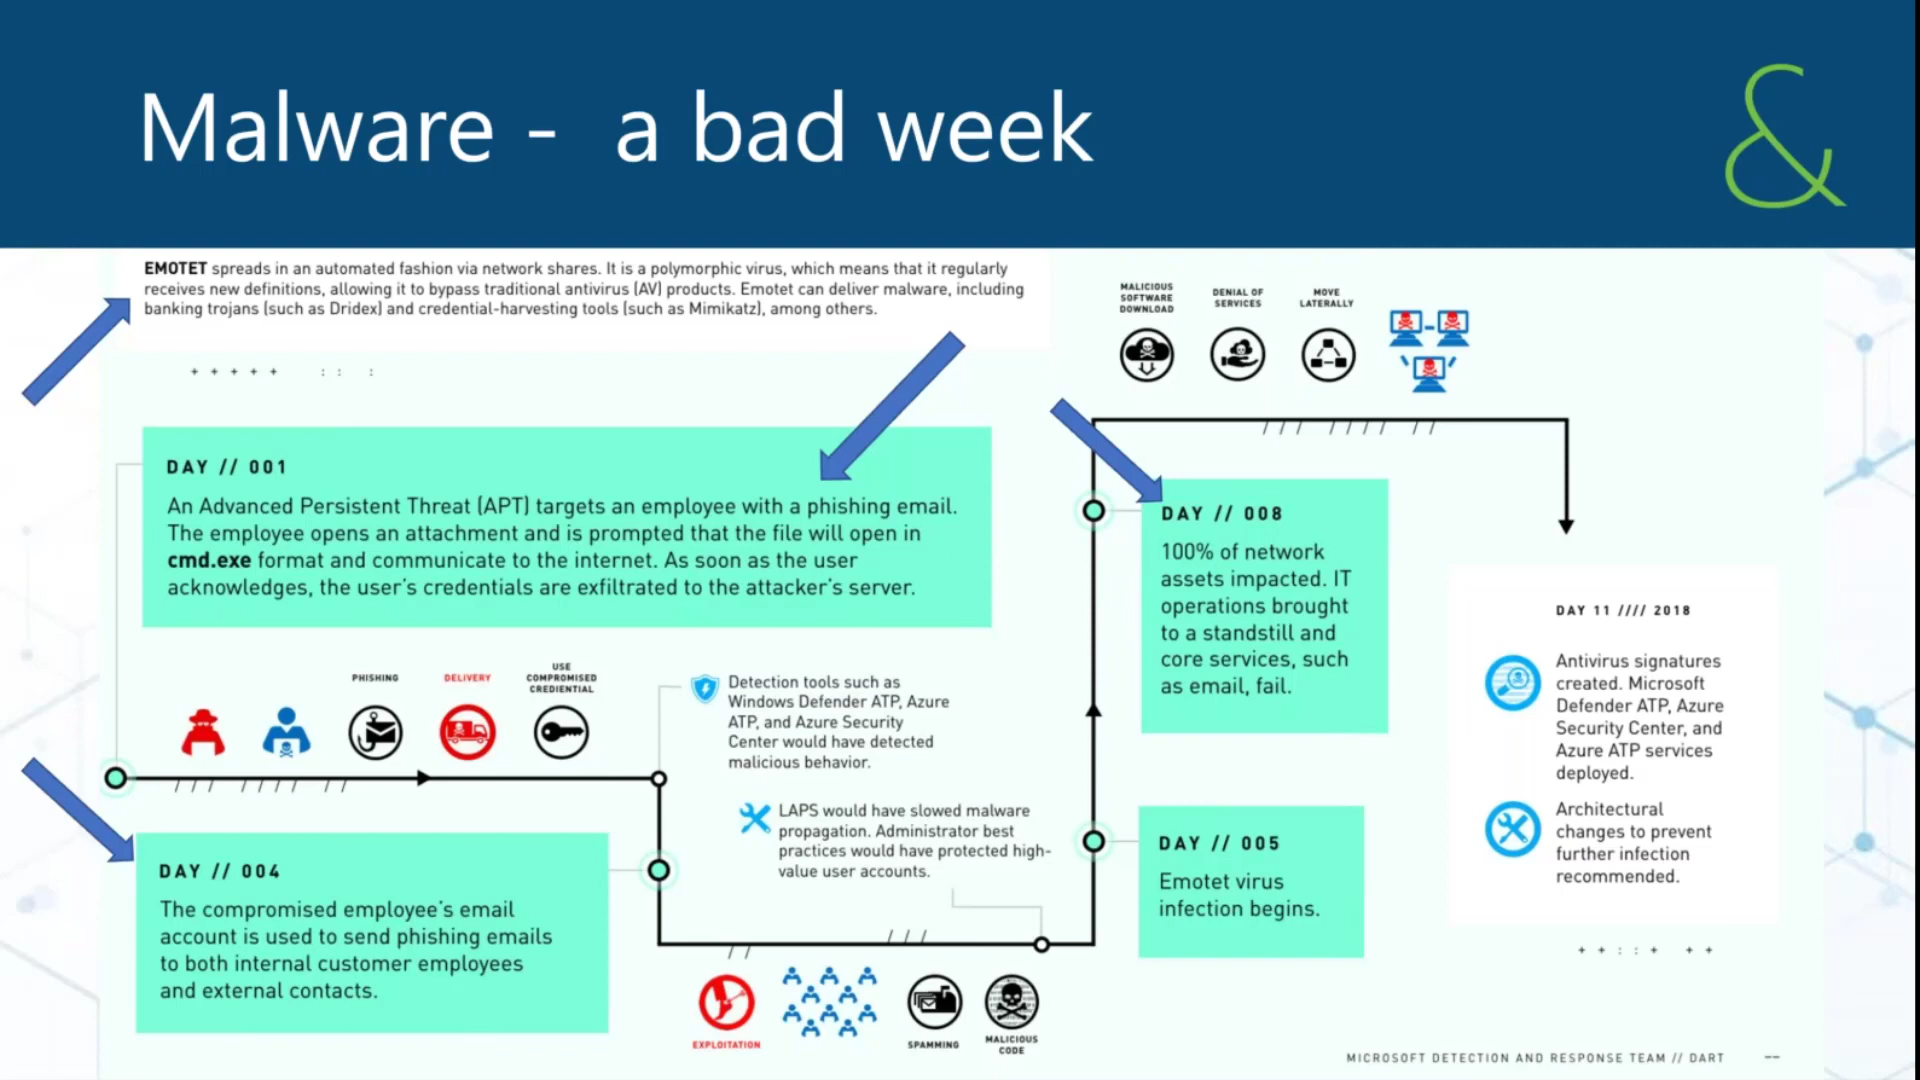 Malware -  a bad week
&
EMOTET spreads in an automated fashion via network shares. It is a polymorphic virus, which means that it regularly
receives new definitions, allowing it to bypass traditional antivirus (AV) products. Emotet can deliver malware, including
banking trojans (such as Dridex) and credential-harvesting tools (such as Mimikatz), among others.
+ + + + +   : :   :
DAY // 001
An Advanced Persistent Threat (APT) targets an employee with a phishing email.
The employee opens an attachment and is prompted that the file will open in
cmd.exe format and communicate to the internet. As soon as the user
acknowledges, the user's credentials are exfiltrated to the attacker's server.
PHISHING
DELIVERY
USE
COMPROMISED
CREDIENTIAL
DAY // 004
The compromised employee's email
account is used to send phishing emails
to both internal customer employees
and external contacts.
Detection tools such as
Windows Defender ATP, Azure
ATP, and Azure Security
Center would have detected
malicious behavior.
LAPS would have slowed malware
propagation. Administrator best
practices would have protected high-
value user accounts.
EXPLOITATION
SPAMMING
MALICIOUS
CODE
DAY // 005
Emotet virus
infection begins.
DAY // 008
100% of network
assets impacted. IT
operations brought
to a standstill and
core services, such
as email, fail.
MALICIOUS
SOFTWARE
DOWNLOAD
DENIAL OF
SERVICES
MOVE
LATERALLY
DAY 11 //// 2018
Antivirus signatures
created. Microsoft
Defender ATP, Azure
Security Center, and
Azure ATP services
deployed.
Architectural
changes to prevent
further infection
recommended.
+ + : : +   + +
MICROSOFT DETECTION AND RESPONSE TEAM // DART